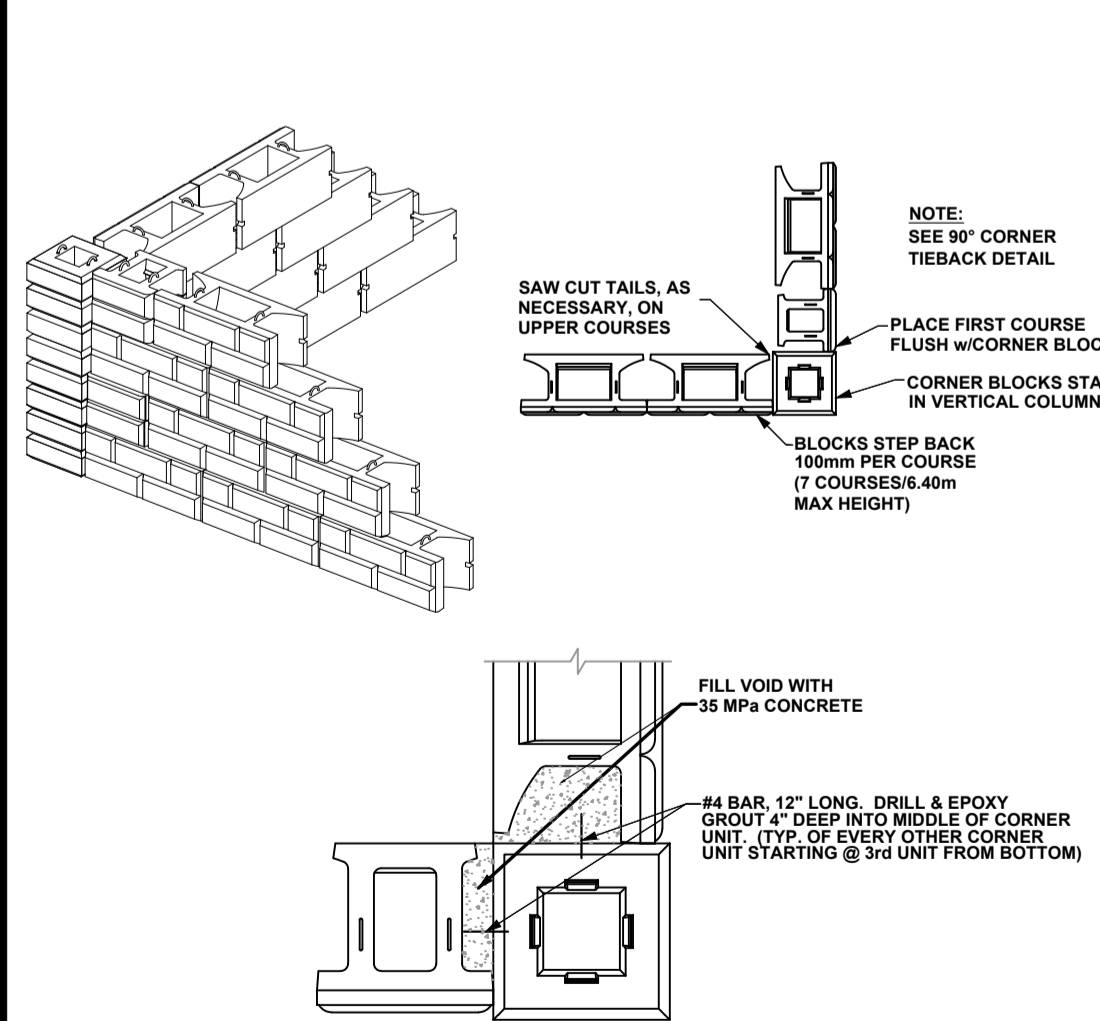 NOTE:
SEE 90° CORNER
TIEBACK DETAIL
SAW CUT TAILS, AS
NECESSARY, ON
UPPER COURSES
PLACE FIRST COURSE
FLUSH w/CORNER BLOC
CORNER BLOCKS STA
IN VERTICAL COLUMN
BLOCKS STEP BACK
100mm PER COURSE
(7 COURSES/6.40m
MAX HEIGHT)
FILL VOID WITH
35 MPa CONCRETE
#4 BAR, 12" LONG. DRILL & EPOXY
GROUT 4" DEEP INTO MIDDLE OF CORNER
UNIT. (TYP. OF EVERY OTHER CORNER
UNIT STARTING @ 3rd UNIT FROM BOTTOM)